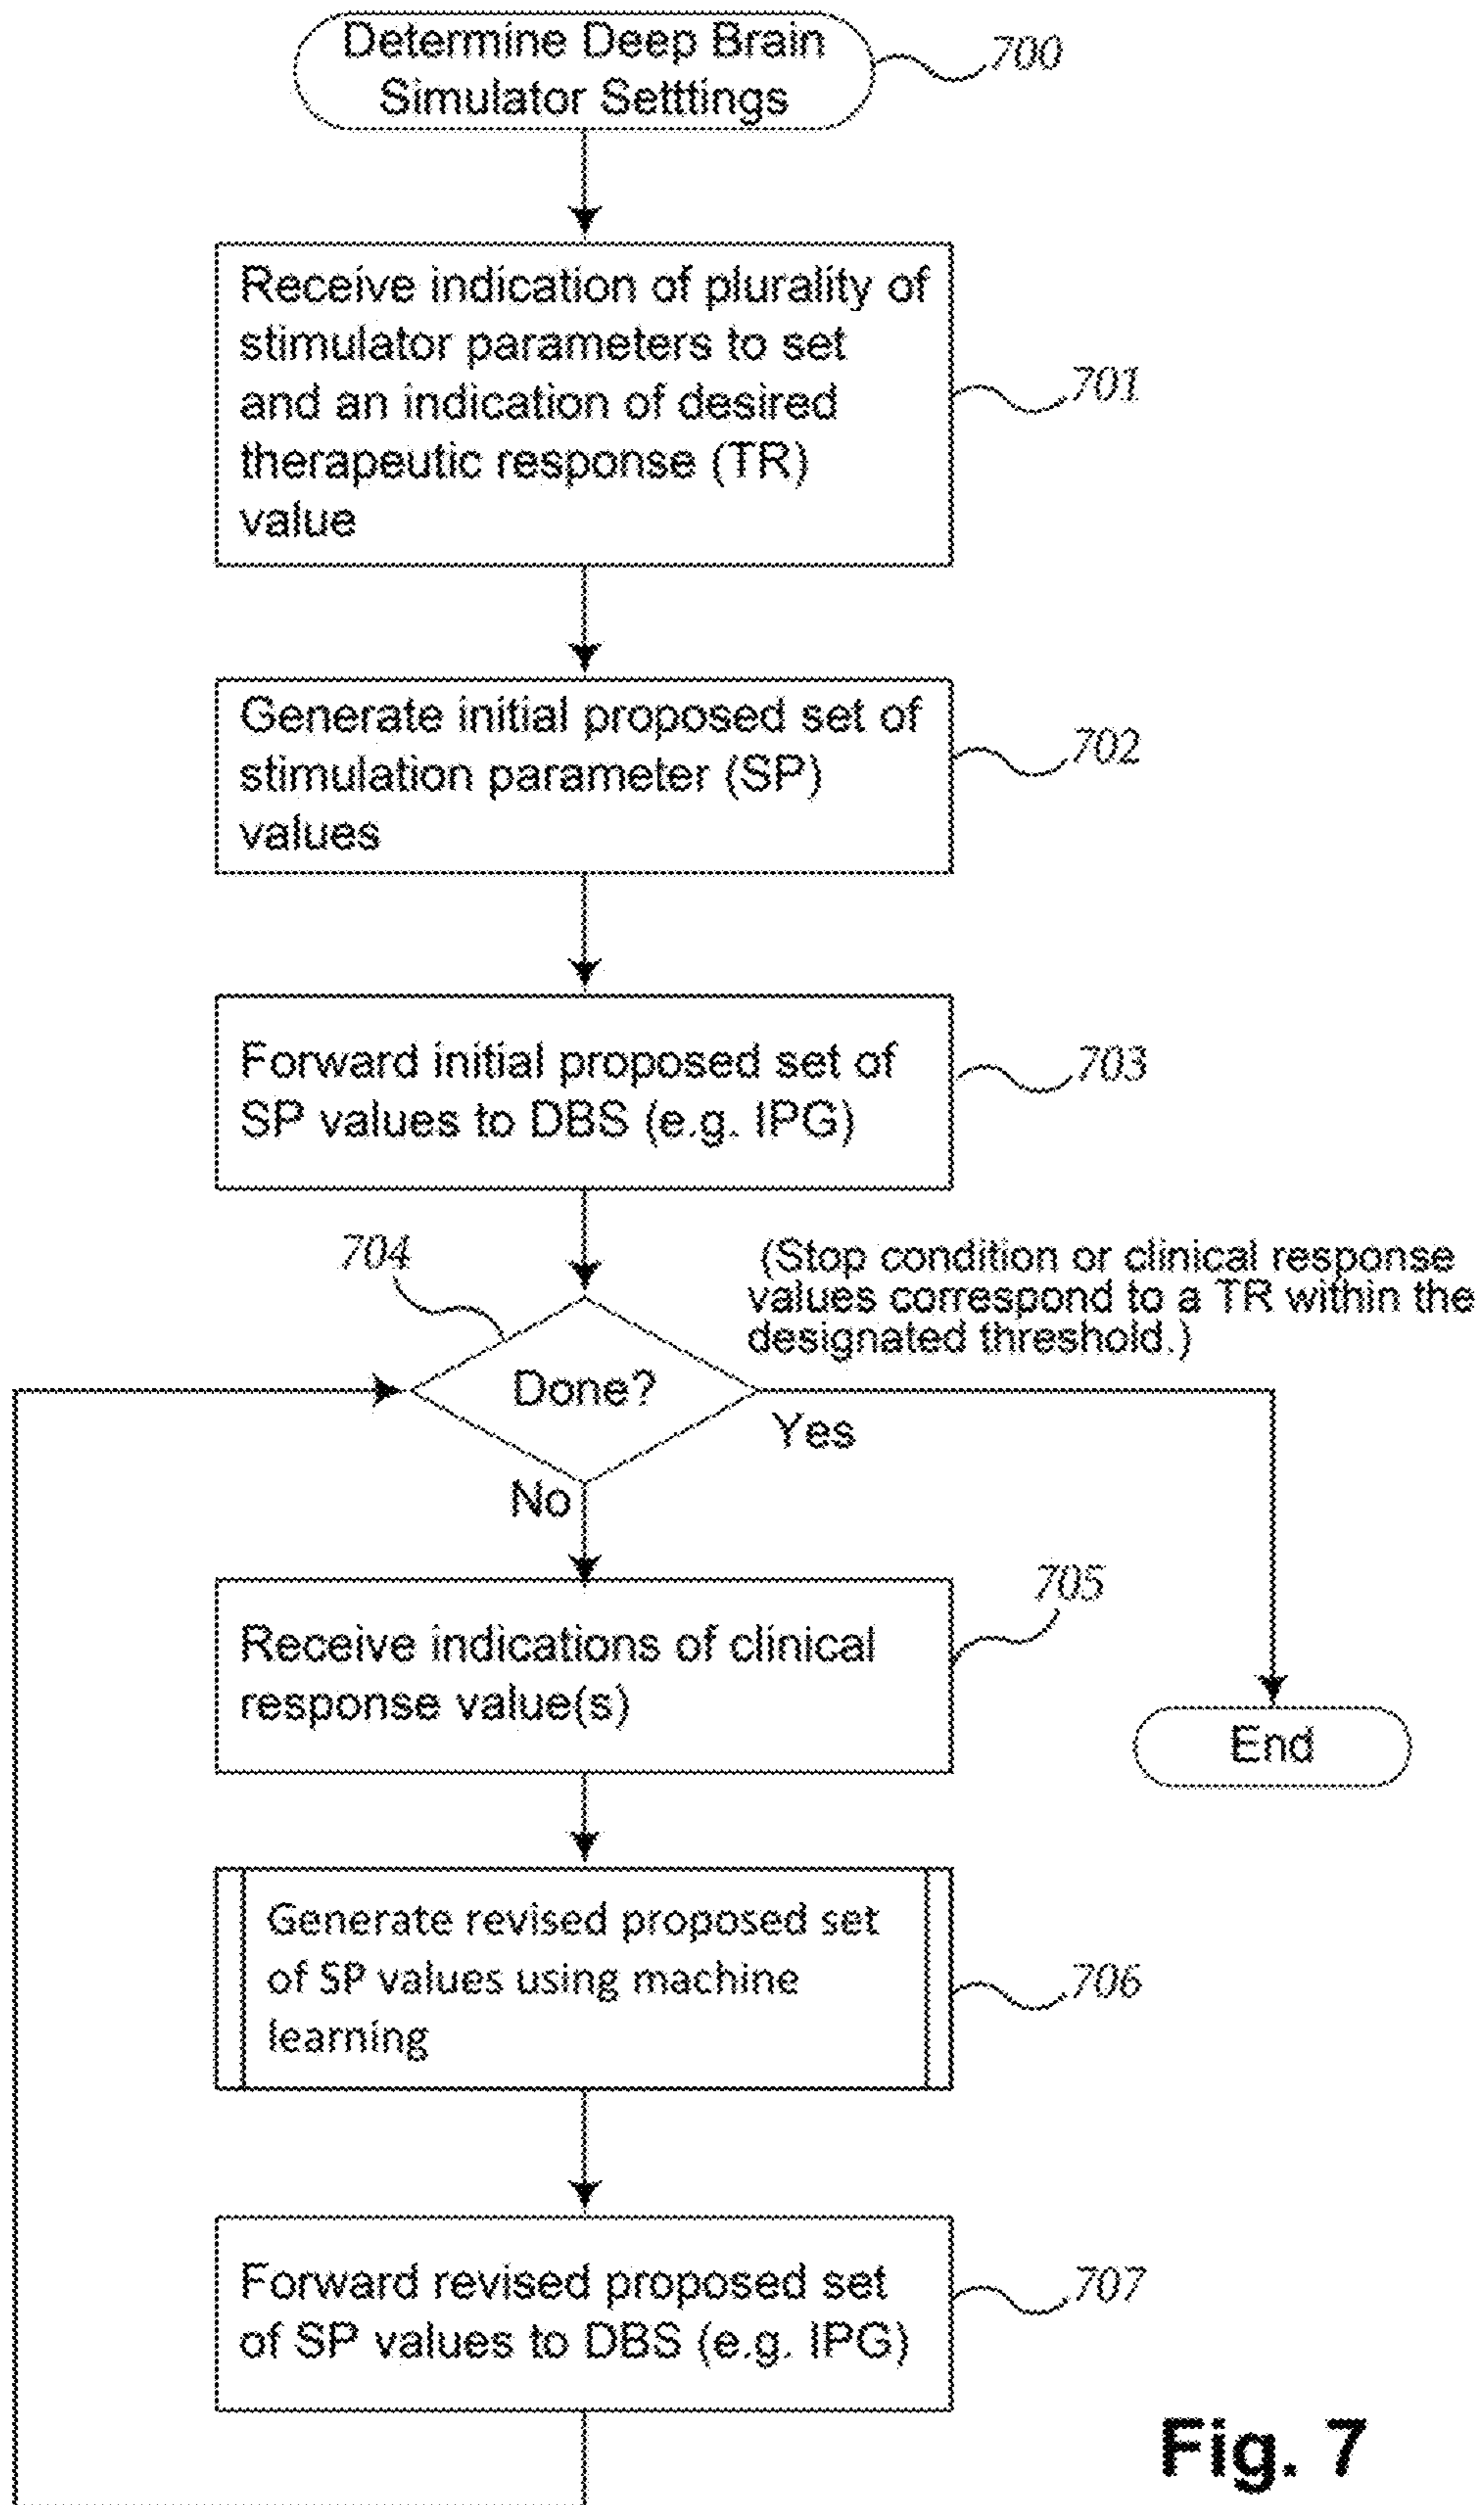 Determine Deep Brain
Simulator Setttings
700
Receive indication of plurality of
stimulator parameters to set
and an indication of desired
therapeutic response (TR)
value
701
Generate initial proposed set of
stimulation parameter (SP)
values
702
Forward initial proposed set of
SP values to DBS (e.g. IPG)
703
704
(Stop condition or clinical response
values correspond to a TR within the
designated threshold.)
Done?
Yes
No
705
Receive indications of clinical
response value(s)
End
Generate revised proposed set
of SP values using machine
learning
706
Forward revised proposed set
of SP values to DBS (e.g. IPG)
707
Fig. 7